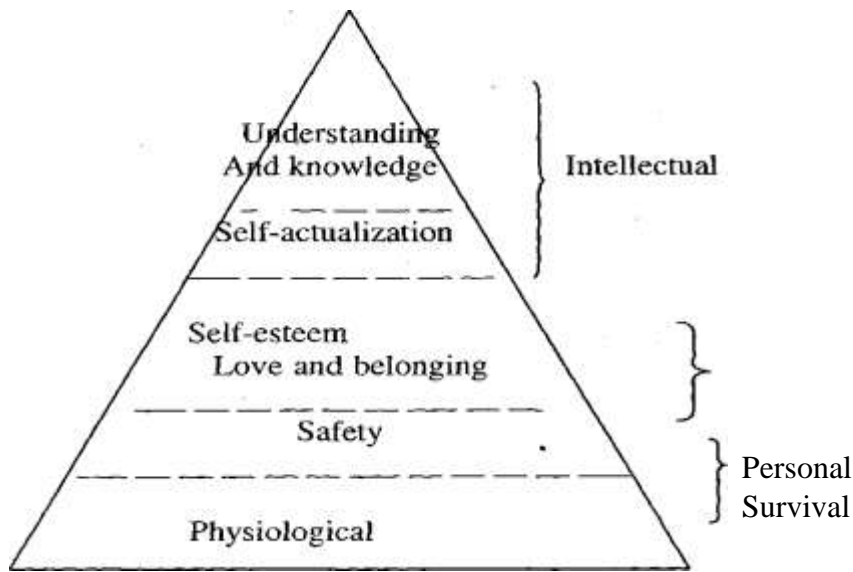 Understanding
And knowledge
Intellectual
Self-actualization
Self-esteem
Love and belonging
Safety
Personal
Survival
Physiological